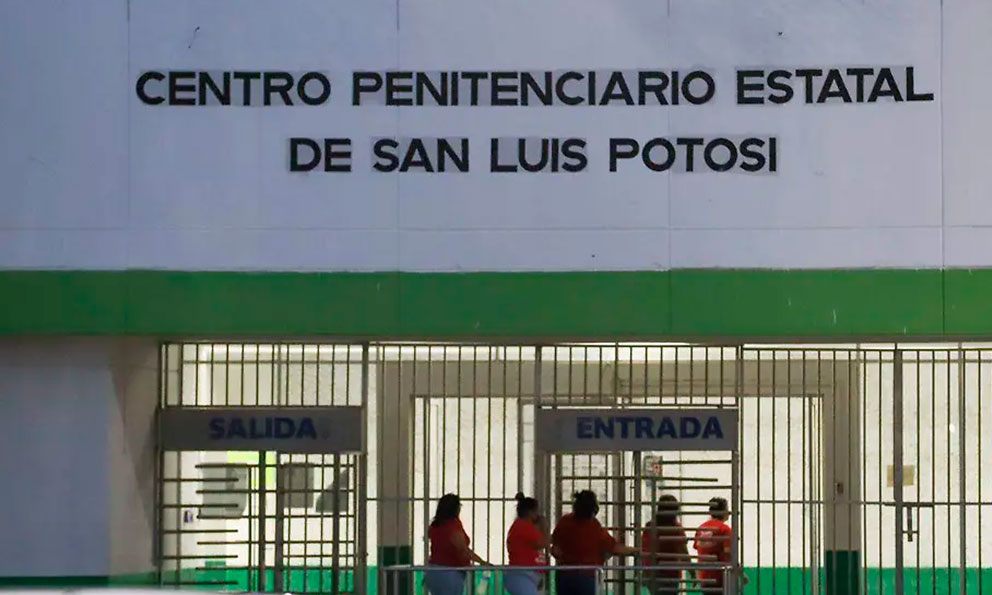 CENTRO PENITENCIARIO ESTATAL
DE SAN LUIS POTOSI
SALIDA
ENTRADA